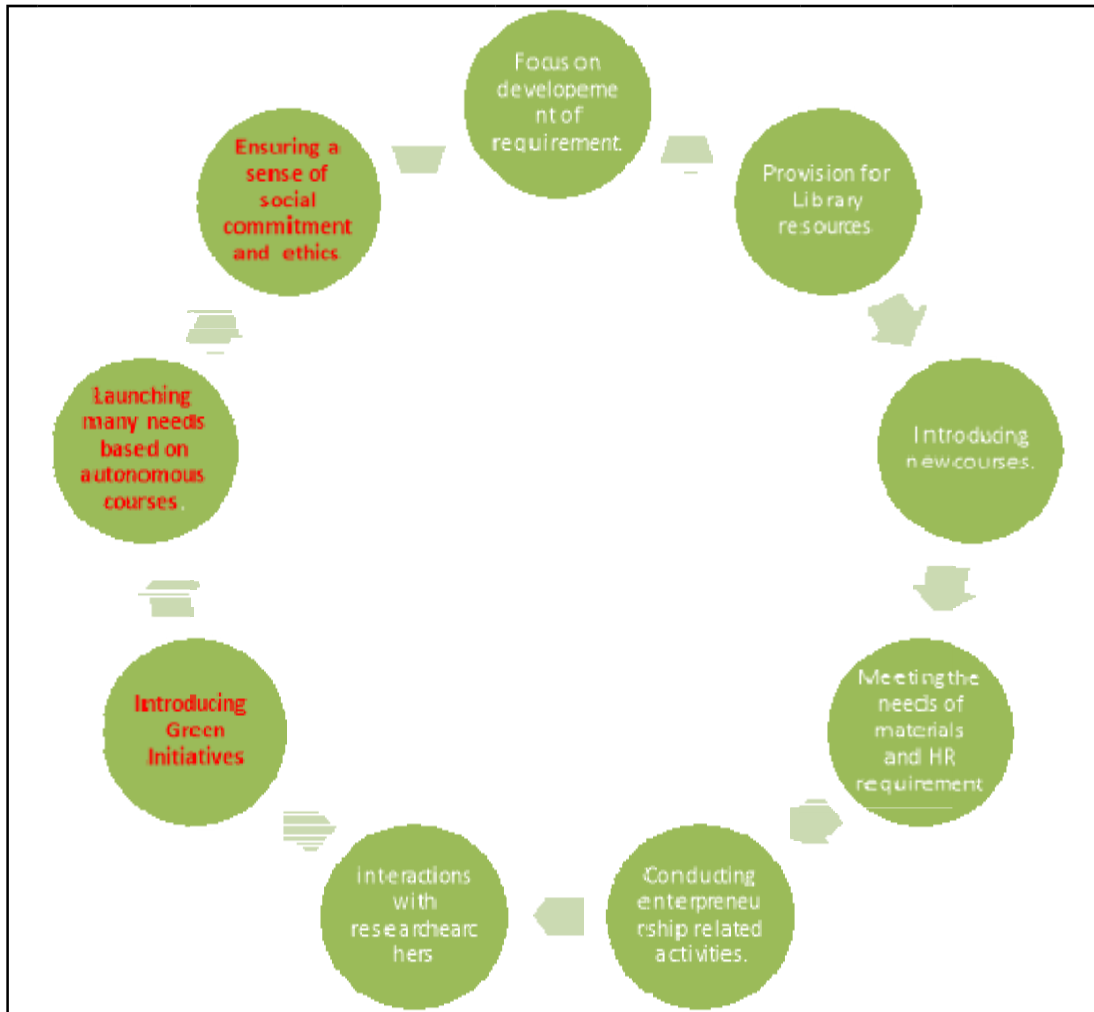 Focus on
developeme
nt of
requirement.
Provision for
Library
resources
Introducing
new courses.
Meeting the
needs of
materials
and HR
requirement
Conducting
enterpreneu
rship related
activities.
Interactions
with
researchearc
hers
Introducing
Green
Initiatives
Launching
many needs
based on
autonomous
courses.
Ensuring a
sense of
social
commitment
and ethics